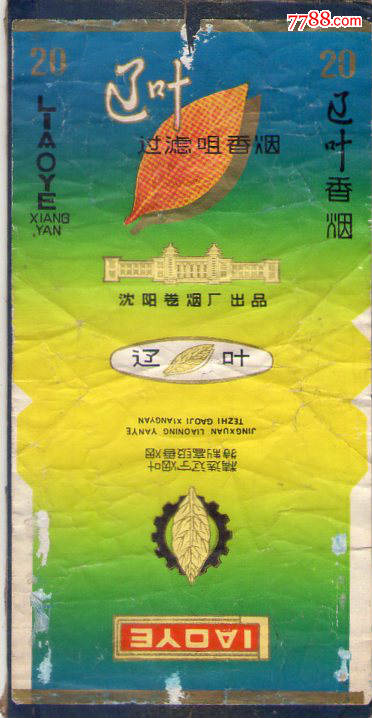 7788.com
20
20
辽叶
过滤咀香烟
LIAOYE
XIANG
YAN
辽叶香烟
沈阳卷烟厂出品
辽叶
精选辽宁烟叶
特制高级香烟
JINGXUAN LIAONING YANYE
TEZHI GAOJI XIANGYAN
LIAOYE